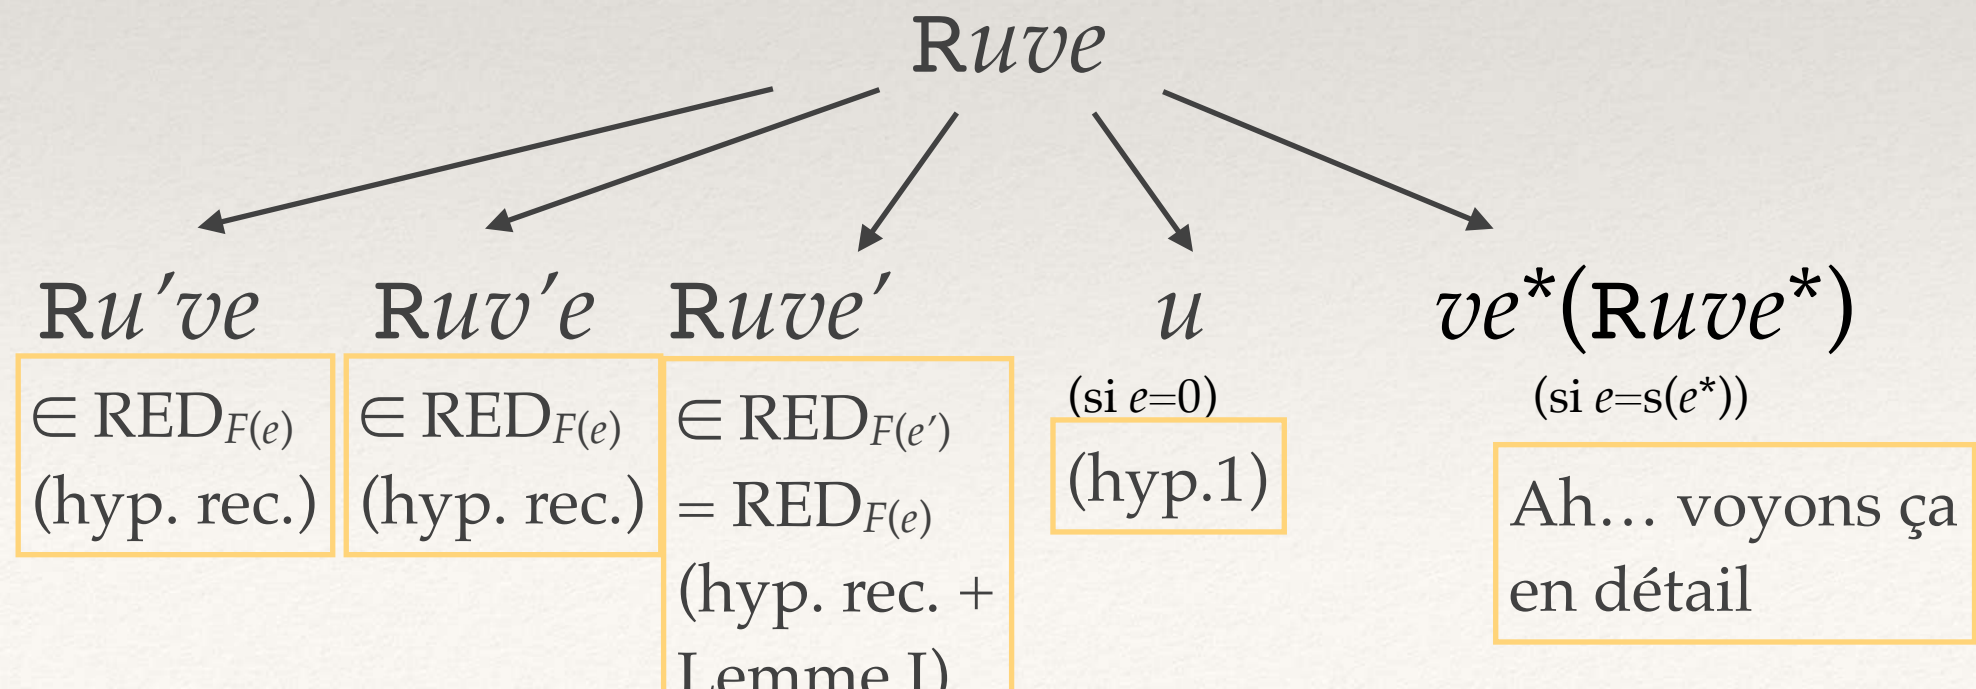 Ruve
Ru′ve
∈ RED_F(e)
(hyp. rec.)
Ruv′e
∈ RED_F(e)
(hyp. rec.)
Ruve′
∈ RED_F(e′)
= RED_F(e)
(hyp. rec. +
Lemme I)
u
(si e=0)
(hyp.1)
ve*(Ruve*)
(si e=s(e*))
Ah… voyons ça
en détail